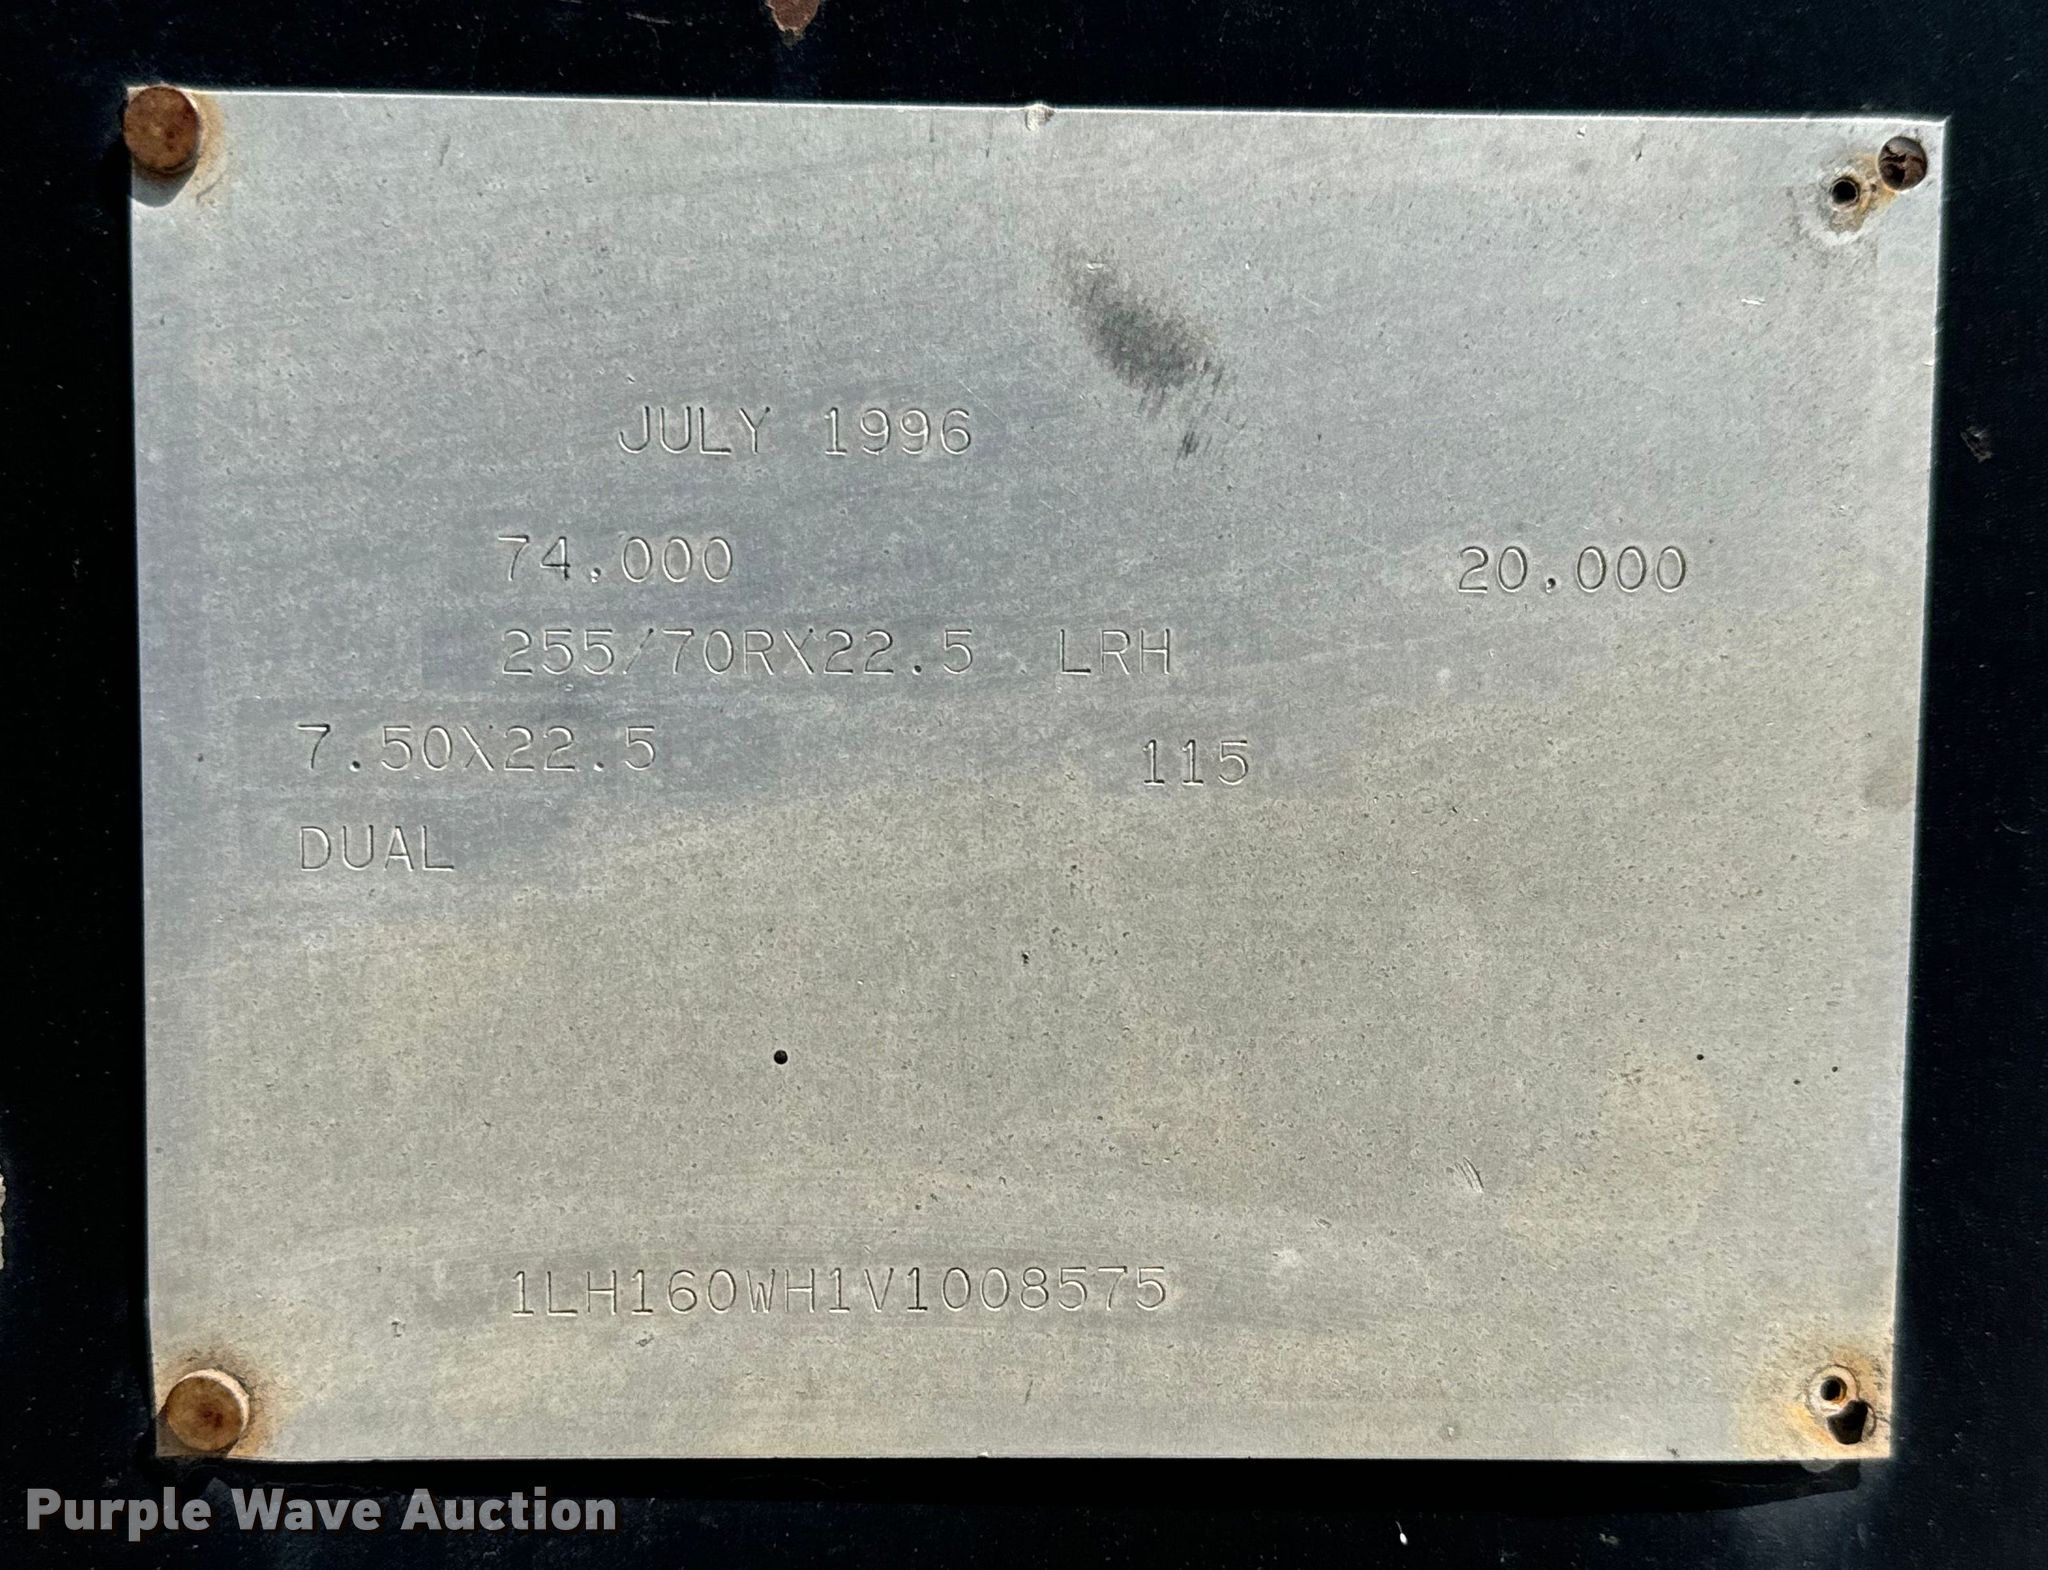 JULY 1996
74.000 20.000
255/70RX22.5 LRH
7.50X22.5 115
DUAL
1LH160WH1V1008575
Purple Wave Auction